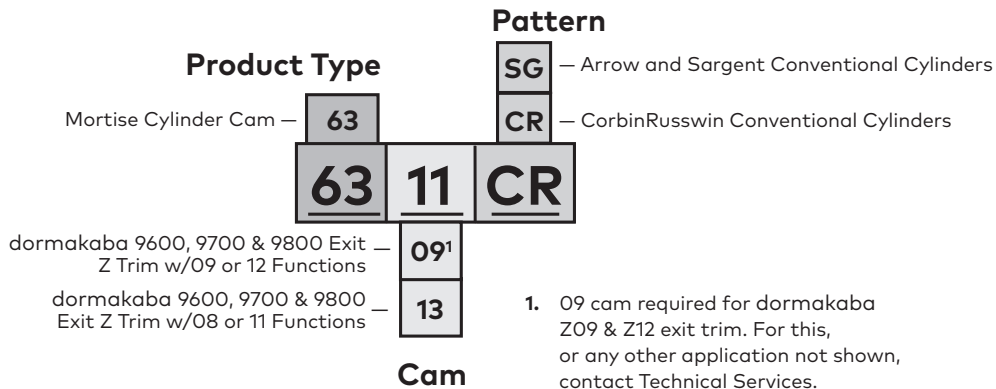 Pattern
SG — Arrow and Sargent Conventional Cylinders
Product Type
Mortise Cylinder Cam — 63
CR — CorbinRusswin Conventional Cylinders
63 11 CR
dormakaba 9600, 9700 & 9800 Exit — 09¹
Z Trim w/09 or 12 Functions
dormakaba 9600, 9700 & 9800 — 13
Exit Z Trim w/08 or 11 Functions
Cam
1. 09 cam required for dormakaba
Z09 & Z12 exit trim. For this,
or any other application not shown,
contact Technical Services.